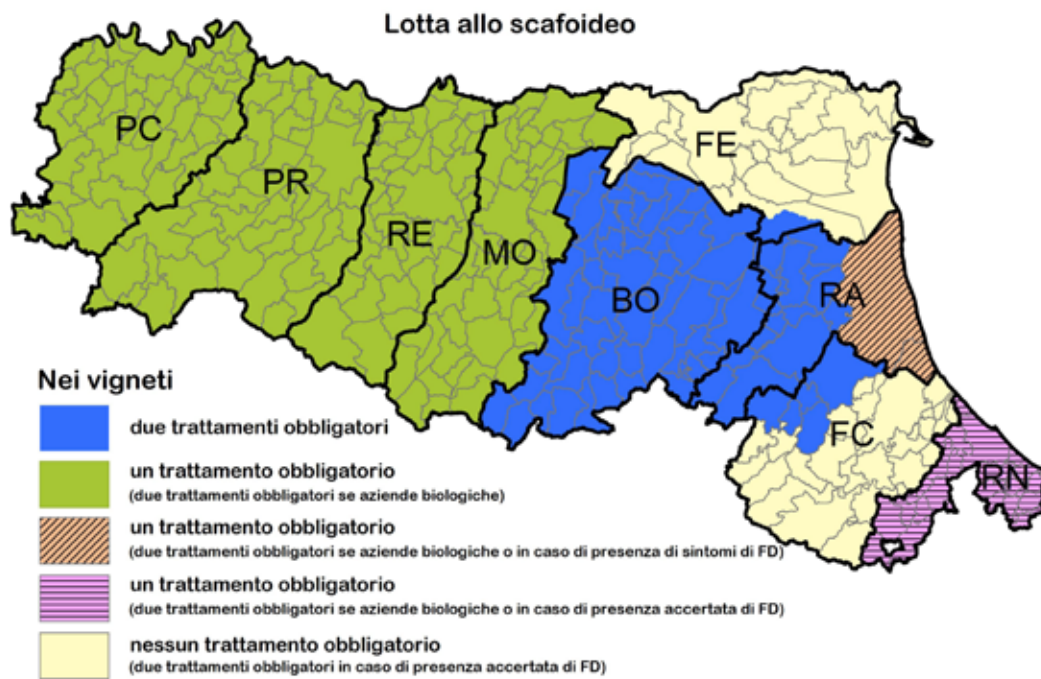 Lotta allo scafoideo
PC
PR
RE
MO
FE
BO
RA
FC
RN
Nei vigneti
due trattamenti obbligatori
un trattamento obbligatorio
(due trattamenti obbligatori se aziende biologiche)
un trattamento obbligatorio
(due trattamenti obbligatori se aziende biologiche o in caso di presenza di sintomi di FD)
un trattamento obbligatorio
(due trattamenti obbligatori se aziende biologiche o in caso di presenza accertata di FD)
nessun trattamento obbligatorio
(due trattamenti obbligatori in caso di presenza accertata di FD)